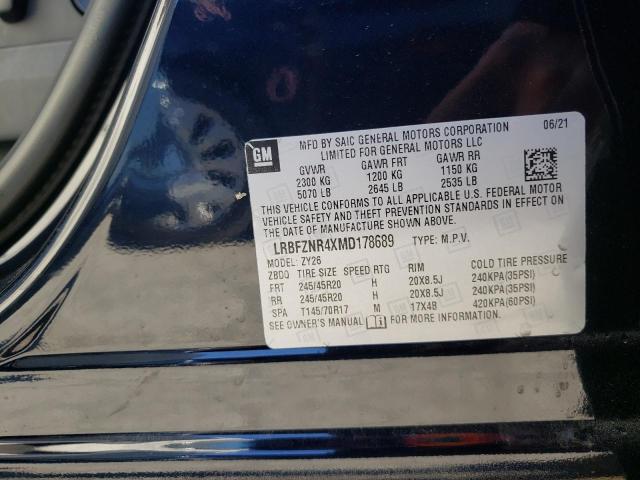 GM
MFD BY SAIC GENERAL MOTORS CORPORATION 06/21
LIMITED FOR GENERAL MOTORS LLC
GVWR GAWR FRT GAWR RR
2300 KG 1200 KG 1150 KG
5070 LB 2645 LB 2535 LB
THIS VEHICLE CONFORMS TO ALL APPLICABLE U.S. FEDERAL MOTOR
VEHICLE SAFETY AND THEFT PREVENTION STANDARDS IN EFFECT ON
THE DATE OF MANUFACTURE SHOWN ABOVE.
LRBFZNR4XMD178689 TYPE: M.P.V.
MODEL: ZY26
ZBDO TIRE SIZE SPEED RTG RIM COLD TIRE PRESSURE
FRT 245/45R20 H 20X8.5J 240KPA(35PSI)
RR 245/45R20 H 20X8.5J 240KPA(35PSI)
SPA T145/70R17 M 17X4B 420KPA(60PSI)
SEE OWNER'S MANUAL FOR MORE INFORMATION